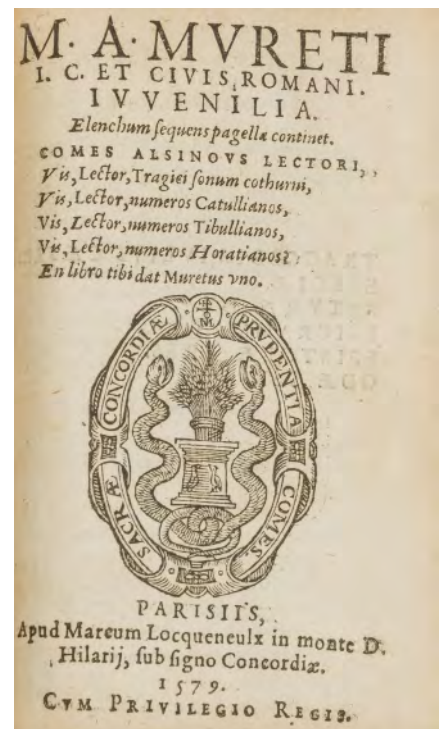 M. A. MVRETI
I. C. ET CIVIS, ROMANI.
IVVENILIA.
Elenchum sequens pagella continet.
COMES ALSINOVS LECTORI,
Vis, Lector, Tragici sonum cothurni,
Vis, Lector, numeros Catullianos,
Vis, Lector, numeros Tibullianos,
Vis, Lector, numeros Horatianos?
En libro tibi dat Muretus vno.
SACRÆ CONCORDIÆ
PRVDENTIA COMES.
PARISIIS,
Apud Marcum Locqueneulx in monte D.
Hilarij, sub signo Concordiæ.
1579.
CVM PRIVILEGIO REGIS.